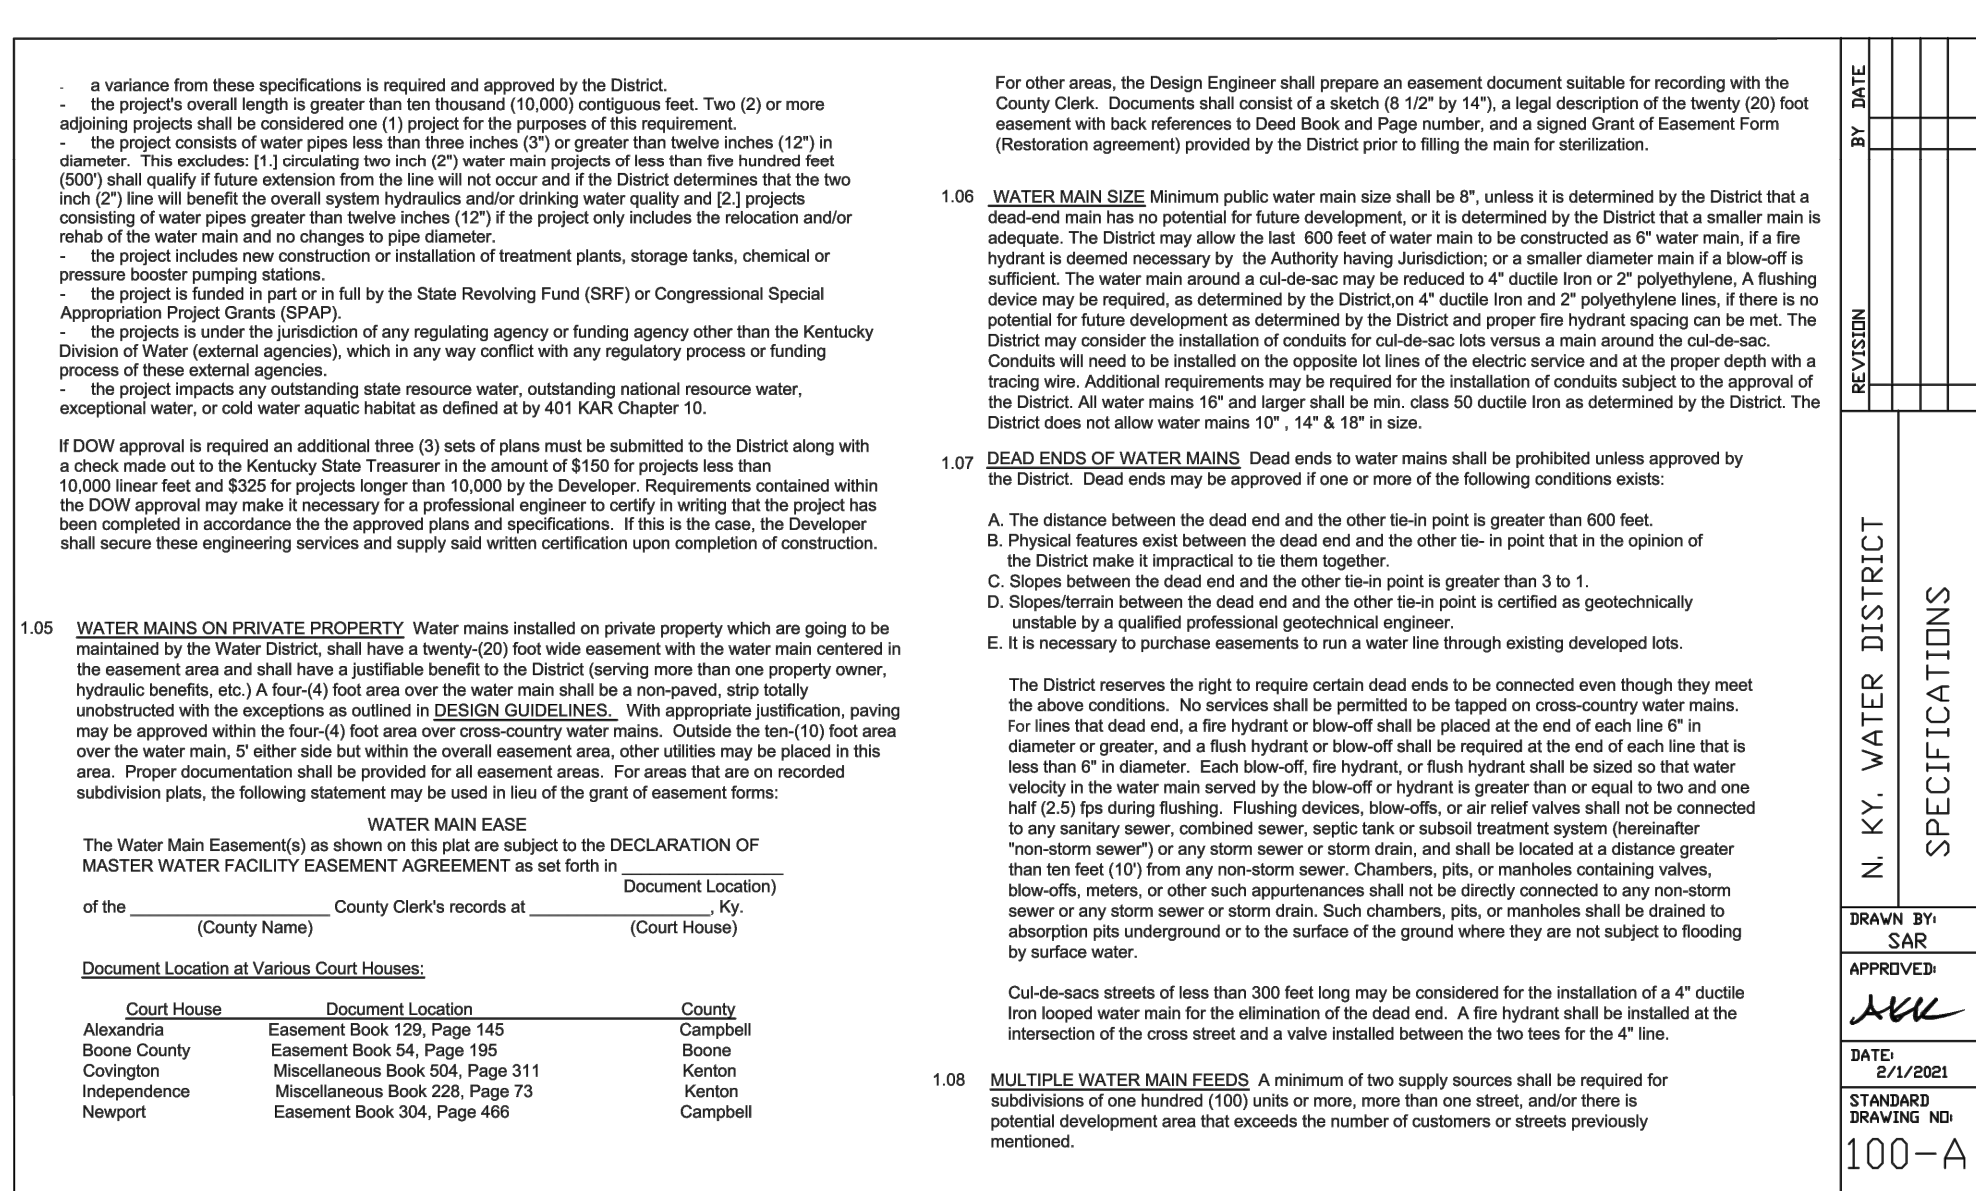 - a variance from these specifications is required and approved by the District.
- the project's overall length is greater than ten thousand (10,000) contiguous feet. Two (2) or more
adjoining projects shall be considered one (1) project for the purposes of this requirement.
- the project consists of water pipes less than three inches (3") or greater than twelve inches (12") in
diameter. This excludes: [1.] circulating two inch (2") water main projects of less than five hundred feet
(500') shall qualify if future extension from the line will not occur and if the District determines that the two
inch (2") line will benefit the overall system hydraulics and/or drinking water quality and [2.] projects
consisting of water pipes greater than twelve inches (12") if the project only includes the relocation and/or
rehab of the water main and no changes to pipe diameter.
- the project includes new construction or installation of treatment plants, storage tanks, chemical or
pressure booster pumping stations.
- the project is funded in part or in full by the State Revolving Fund (SRF) or Congressional Special
Appropriation Project Grants (SPAP).
- the projects is under the jurisdiction of any regulating agency or funding agency other than the Kentucky
Division of Water (external agencies), which in any way conflict with any regulatory process or funding
process of these external agencies.
- the project impacts any outstanding state resource water, outstanding national resource water,
exceptional water, or cold water aquatic habitat as defined at by 401 KAR Chapter 10.
If DOW approval is required an additional three (3) sets of plans must be submitted to the District along with
a check made out to the Kentucky State Treasurer in the amount of $150 for projects less than
10,000 linear feet and $325 for projects longer than 10,000 by the Developer. Requirements contained within
the DOW approval may make it necessary for a professional engineer to certify in writing that the project has
been completed in accordance the the approved plans and specifications. If this is the case, the Developer
shall secure these engineering services and supply said written certification upon completion of construction.
1.05 WATER MAINS ON PRIVATE PROPERTY Water mains installed on private property which are going to be
maintained by the Water District, shall have a twenty-(20) foot wide easement with the water main centered in
the easement area and shall have a justifiable benefit to the District (serving more than one property owner,
hydraulic benefits, etc.) A four-(4) foot area over the water main shall be a non-paved, strip totally
unobstructed with the exceptions as outlined in DESIGN GUIDELINES. With appropriate justification, paving
may be approved within the four-(4) foot area over cross-country water mains. Outside the ten-(10) foot area
over the water main, 5' either side but within the overall easement area, other utilities may be placed in this
area. Proper documentation shall be provided for all easement areas. For areas that are on recorded
subdivision plats, the following statement may be used in lieu of the grant of easement forms:
WATER MAIN EASE
The Water Main Easement(s) as shown on this plat are subject to the DECLARATION OF
MASTER WATER FACILITY EASEMENT AGREEMENT as set forth in
Document Location)
of the County Clerk's records at , Ky.
(County Name) (Court House)
Document Location at Various Court Houses:
Court House Document Location County
Alexandria Easement Book 129, Page 145 Campbell
Boone County Easement Book 54, Page 195 Boone
Covington Miscellaneous Book 504, Page 311 Kenton
Independence Miscellaneous Book 228, Page 73 Kenton
Newport Easement Book 304, Page 466 Campbell
For other areas, the Design Engineer shall prepare an easement document suitable for recording with the
County Clerk. Documents shall consist of a sketch (8 1/2" by 14"), a legal description of the twenty (20) foot
easement with back references to Deed Book and Page number, and a signed Grant of Easement Form
(Restoration agreement) provided by the District prior to filling the main for sterilization.
1.06 WATER MAIN SIZE Minimum public water main size shall be 8", unless it is determined by the District that a
dead-end main has no potential for future development, or it is determined by the District that a smaller main is
adequate. The District may allow the last 600 feet of water main to be constructed as 6" water main, if a fire
hydrant is deemed necessary by the Authority having Jurisdiction; or a smaller diameter main if a blow-off is
sufficient. The water main around a cul-de-sac may be reduced to 4" ductile Iron or 2" polyethylene, A flushing
device may be required, as determined by the District,on 4" ductile Iron and 2" polyethylene lines, if there is no
potential for future development as determined by the District and proper fire hydrant spacing can be met. The
District may consider the installation of conduits for cul-de-sac lots versus a main around the cul-de-sac.
Conduits will need to be installed on the opposite lot lines of the electric service and at the proper depth with a
tracing wire. Additional requirements may be required for the installation of conduits subject to the approval of
the District. All water mains 16" and larger shall be min. class 50 ductile Iron as determined by the District. The
District does not allow water mains 10" , 14" & 18" in size.
1.07 DEAD ENDS OF WATER MAINS Dead ends to water mains shall be prohibited unless approved by
the District. Dead ends may be approved if one or more of the following conditions exists:
A. The distance between the dead end and the other tie-in point is greater than 600 feet.
B. Physical features exist between the dead end and the other tie- in point that in the opinion of
the District make it impractical to tie them together.
C. Slopes between the dead end and the other tie-in point is greater than 3 to 1.
D. Slopes/terrain between the dead end and the other tie-in point is certified as geotechnically
unstable by a qualified professional geotechnical engineer.
E. It is necessary to purchase easements to run a water line through existing developed lots.
The District reserves the right to require certain dead ends to be connected even though they meet
the above conditions. No services shall be permitted to be tapped on cross-country water mains.
For lines that dead end, a fire hydrant or blow-off shall be placed at the end of each line 6" in
diameter or greater, and a flush hydrant or blow-off shall be required at the end of each line that is
less than 6" in diameter. Each blow-off, fire hydrant, or flush hydrant shall be sized so that water
velocity in the water main served by the blow-off or hydrant is greater than or equal to two and one
half (2.5) fps during flushing. Flushing devices, blow-offs, or air relief valves shall not be connected
to any sanitary sewer, combined sewer, septic tank or subsoil treatment system (hereinafter
"non-storm sewer") or any storm sewer or storm drain, and shall be located at a distance greater
than ten feet (10') from any non-storm sewer. Chambers, pits, or manholes containing valves,
blow-offs, meters, or other such appurtenances shall not be directly connected to any non-storm
sewer or any storm sewer or storm drain. Such chambers, pits, or manholes shall be drained to
absorption pits underground or to the surface of the ground where they are not subject to flooding
by surface water.
Cul-de-sacs streets of less than 300 feet long may be considered for the installation of a 4" ductile
Iron looped water main for the elimination of the dead end. A fire hydrant shall be installed at the
intersection of the cross street and a valve installed between the two tees for the 4" line.
1.08 MULTIPLE WATER MAIN FEEDS A minimum of two supply sources shall be required for
subdivisions of one hundred (100) units or more, more than one street, and/or there is
potential development area that exceeds the number of customers or streets previously
mentioned.
REVISION BY DATE
N. KY. WATER DISTRICT
SPECIFICATIONS
DRAWN BY:
SAR
APPROVED:
DATE:
2/1/2021
STANDARD
DRAWING NO:
100-A